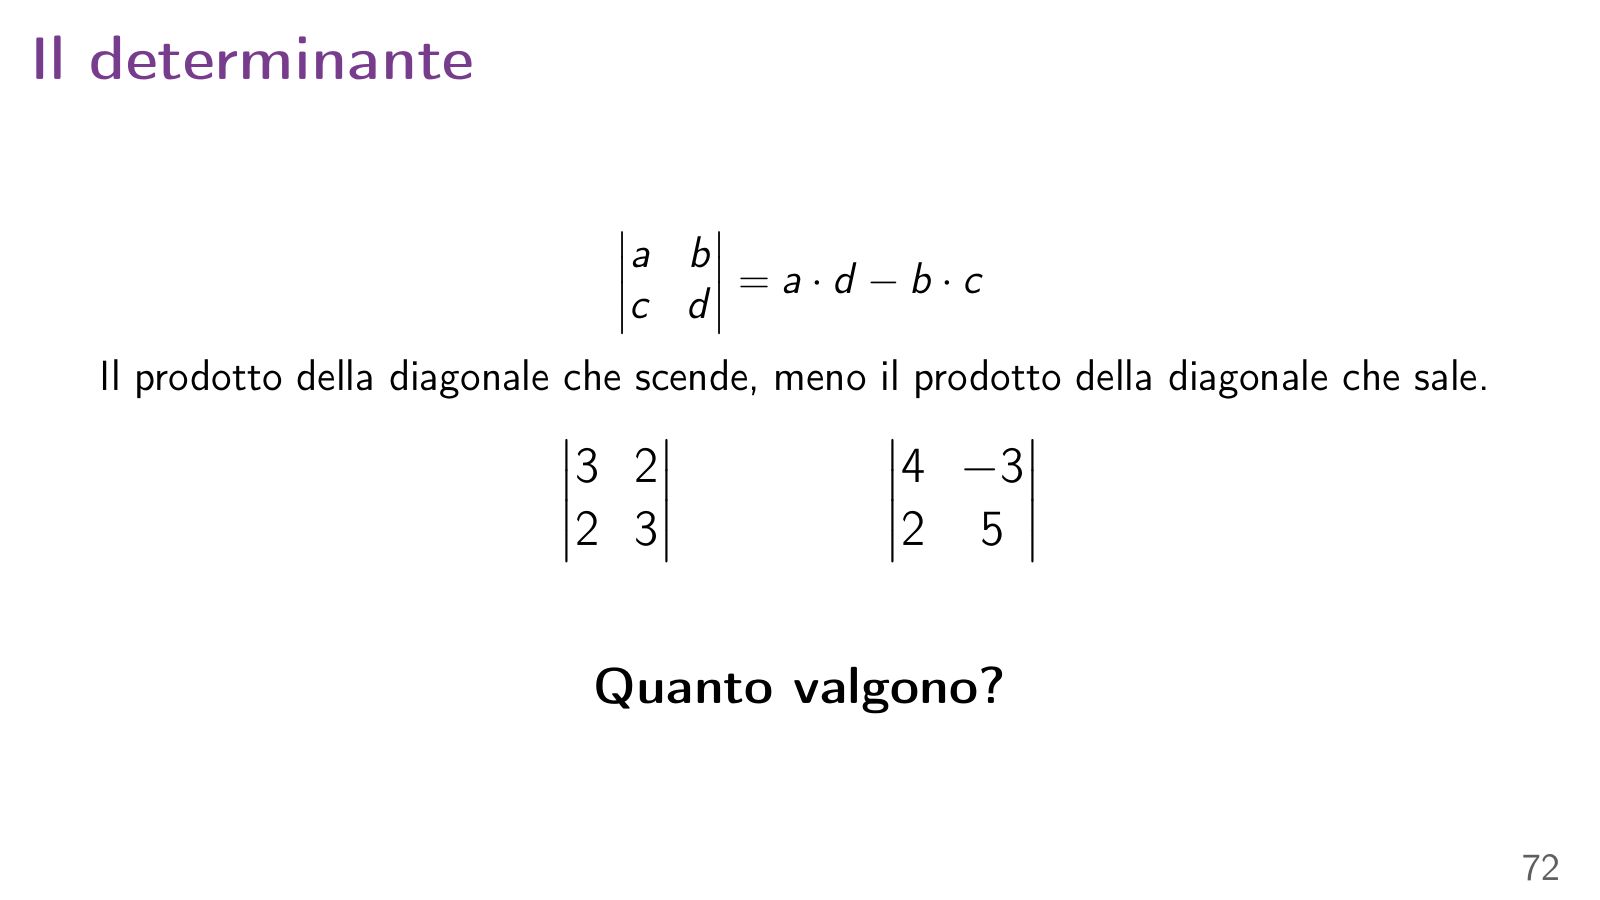 Il determinante
|a b|
|c d| = a · d − b · c
Il prodotto della diagonale che scende, meno il prodotto della diagonale che sale.
|3 2| |4 −3|
|2 3| |2 5|
Quanto valgono?
72